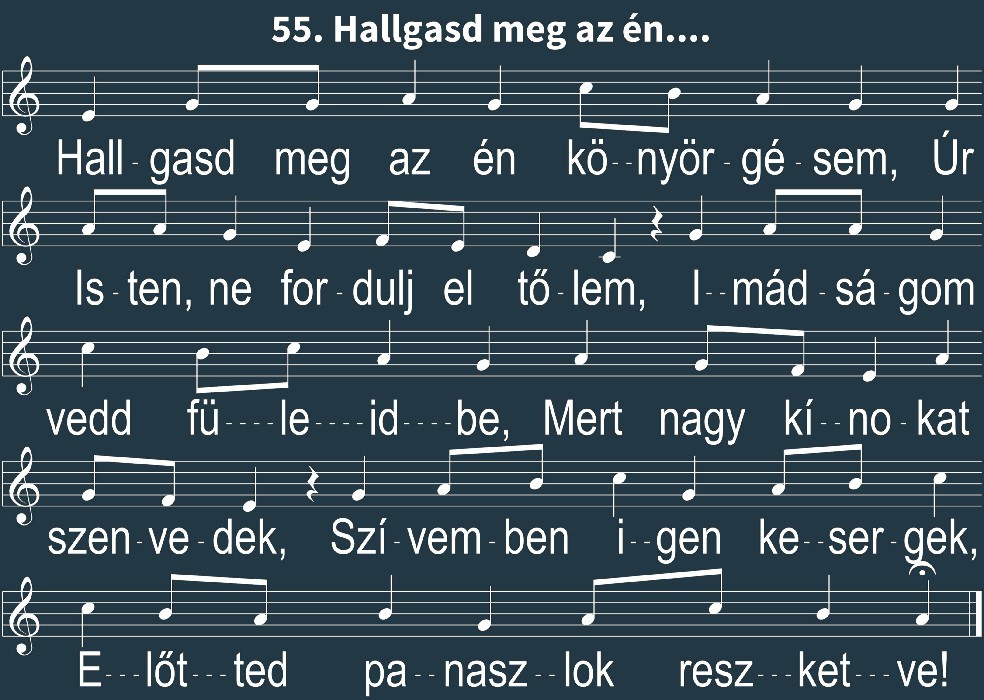 55. Hallgasd meg az én....
Hall - gasd meg az én kö - - nyör - gé - sem, Úr
Is - ten, ne for - dulj el tő - lem, I - - mád - sá - gom
vedd fü - - - - le - - - - id - - - - be, Mert nagy kí - - no - kat
szen - ve - dek, Szí - vem - ben i - - gen ke - - ser - gek,
E - - - lőt - - - ted pa - - nasz - - lok resz - - ket - - - ve!